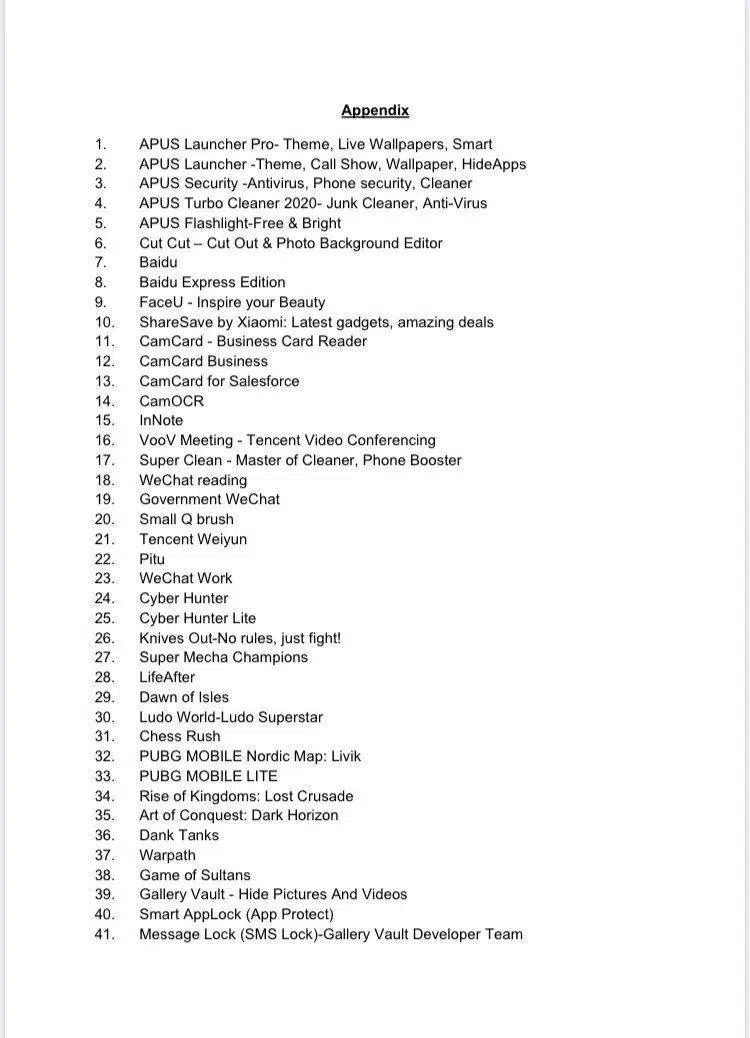 Appendix
1. APUS Launcher Pro- Theme, Live Wallpapers, Smart
2. APUS Launcher -Theme, Call Show, Wallpaper, HideApps
3. APUS Security -Antivirus, Phone security, Cleaner
4. APUS Turbo Cleaner 2020- Junk Cleaner, Anti-Virus
5. APUS Flashlight-Free & Bright
6. Cut Cut – Cut Out & Photo Background Editor
7. Baidu
8. Baidu Express Edition
9. FaceU - Inspire your Beauty
10. ShareSave by Xiaomi: Latest gadgets, amazing deals
11. CamCard - Business Card Reader
12. CamCard Business
13. CamCard for Salesforce
14. CamOCR
15. InNote
16. VooV Meeting - Tencent Video Conferencing
17. Super Clean - Master of Cleaner, Phone Booster
18. WeChat reading
19. Government WeChat
20. Small Q brush
21. Tencent Weiyun
22. Pitu
23. WeChat Work
24. Cyber Hunter
25. Cyber Hunter Lite
26. Knives Out-No rules, just fight!
27. Super Mecha Champions
28. LifeAfter
29. Dawn of Isles
30. Ludo World-Ludo Superstar
31. Chess Rush
32. PUBG MOBILE Nordic Map: Livik
33. PUBG MOBILE LITE
34. Rise of Kingdoms: Lost Crusade
35. Art of Conquest: Dark Horizon
36. Dank Tanks
37. Warpath
38. Game of Sultans
39. Gallery Vault - Hide Pictures And Videos
40. Smart AppLock (App Protect)
41. Message Lock (SMS Lock)-Gallery Vault Developer Team